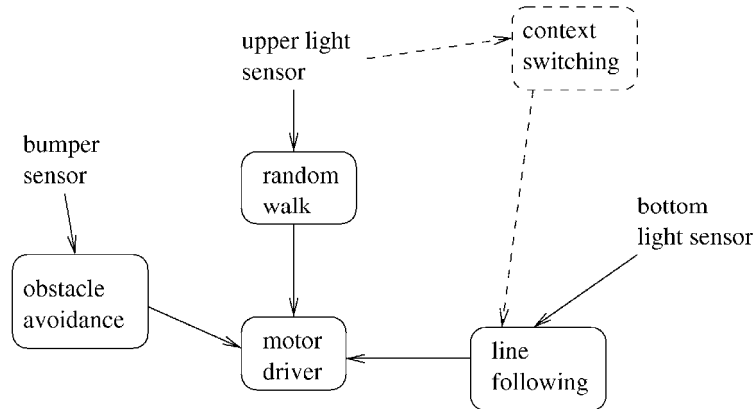 upper light
sensor
context
switching
bumper
sensor
random
walk
bottom
light sensor
obstacle
avoidance
motor
driver
line
following